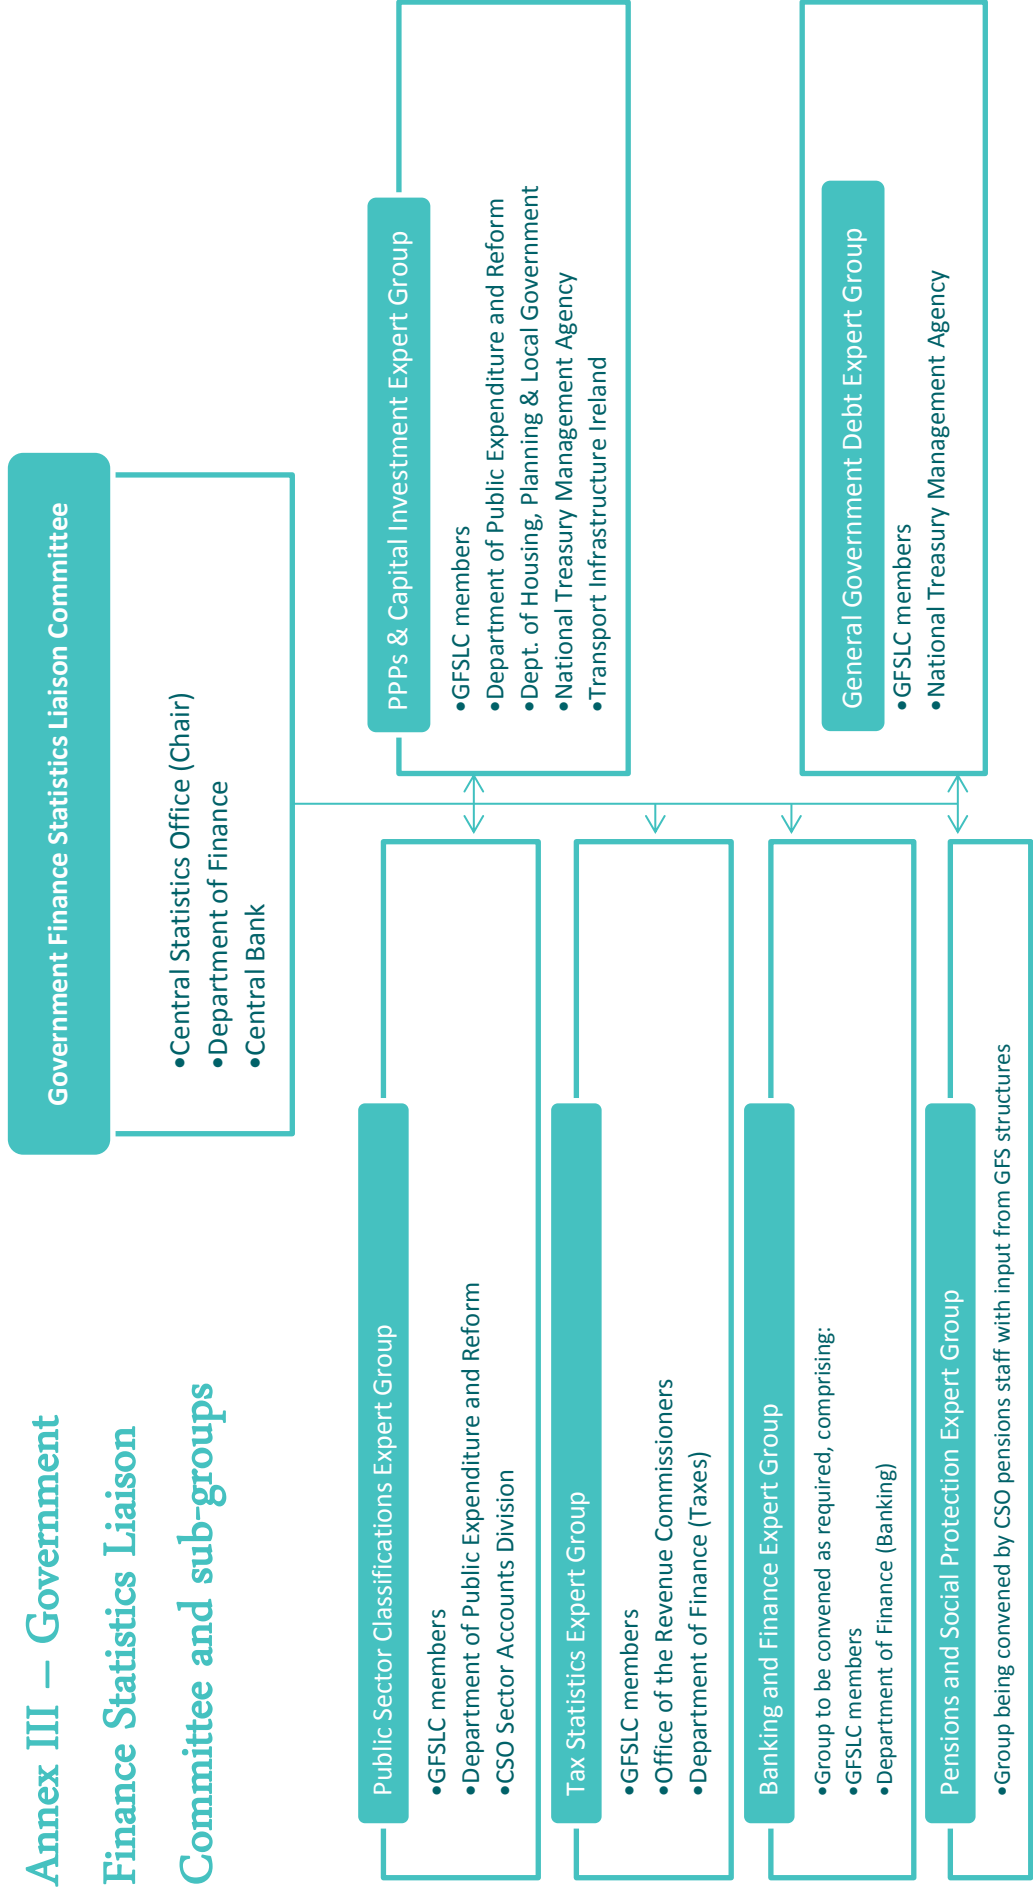 Annex III – Government
Finance Statistics Liaison
Committee and sub-groups
Government Finance Statistics Liaison Committee
•Central Statistics Office (Chair)
•Department of Finance
•Central Bank
Public Sector Classifications Expert Group
•GFSLC members
•Department of Public Expenditure and Reform
•CSO Sector Accounts Division
PPPs & Capital Investment Expert Group
•GFSLC members
•Department of Public Expenditure and Reform
•Dept. of Housing, Planning & Local Government
•National Treasury Management Agency
•Transport Infrastructure Ireland
Tax Statistics Expert Group
•GFSLC members
•Office of the Revenue Commissioners
•Department of Finance (Taxes)
Banking and Finance Expert Group
•Group to be convened as required, comprising:
•GFSLC members
•Department of Finance (Banking)
General Government Debt Expert Group
•GFSLC members
•National Treasury Management Agency
Pensions and Social Protection Expert Group
•Group being convened by CSO pensions staff with input from GFS structures